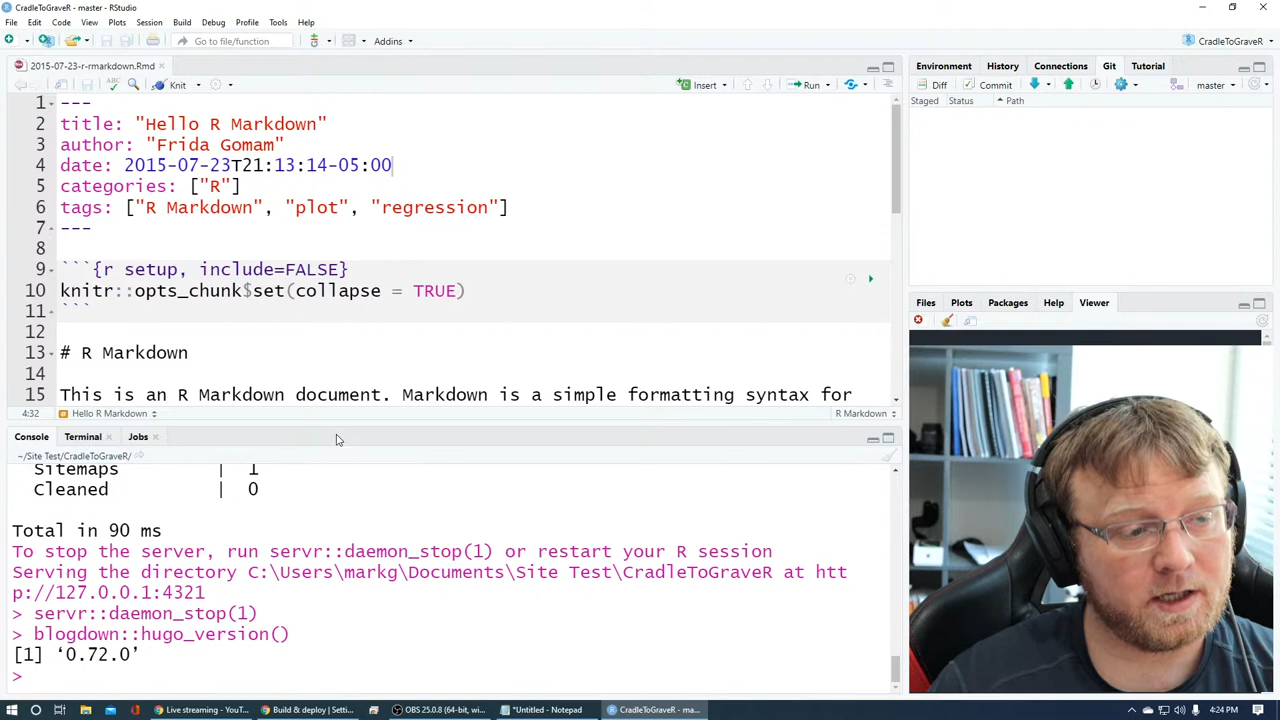 CradleToGraveR - master - RStudio
File Edit Code View Plots Session Build Debug Profile Tools Help
Go to file/function Addins CradleToGraveR
2015-07-23-r-rmarkdown.Rmd
ABC Knit Insert Run
1 ---
2 title: "Hello R Markdown"
3 author: "Frida Gomam"
4 date: 2015-07-23T21:13:14-05:00
5 categories: ["R"]
6 tags: ["R Markdown", "plot", "regression"]
7 ---
8
9 ```{r setup, include=FALSE}
10 knitr::opts_chunk$set(collapse = TRUE)
11 ```
12
13 # R Markdown
14
15 This is an R Markdown document. Markdown is a simple formatting syntax for
4:32 Hello R Markdown R Markdown
Console Terminal Jobs
~/Site Test/CradleToGraveR/
Sitemaps | 1
Cleaned | 0
Total in 90 ms
To stop the server, run servr::daemon_stop(1) or restart your R session
Serving the directory C:\Users\markg\Documents\Site Test\CradleToGraveR at htt
p://127.0.0.1:4321
> servr::daemon_stop(1)
> blogdown::hugo_version()
[1] ‘0.72.0’
>
Environment History Connections Git Tutorial
Diff Commit master
Staged Status Path
Files Plots Packages Help Viewer
Live streaming - YouT... Build & deploy | Setti... OBS 25.0.8 (64-bit, wi... *Untitled - Notepad CradleToGraveR - ma... 4:24 PM